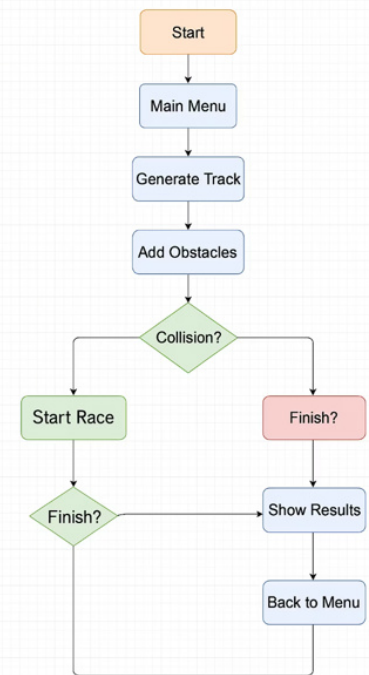 Start
Main Menu
Generate Track
Add Obstacles
Collision?
Start Race
Finish?
Finish?
Show Results
Back to Menu